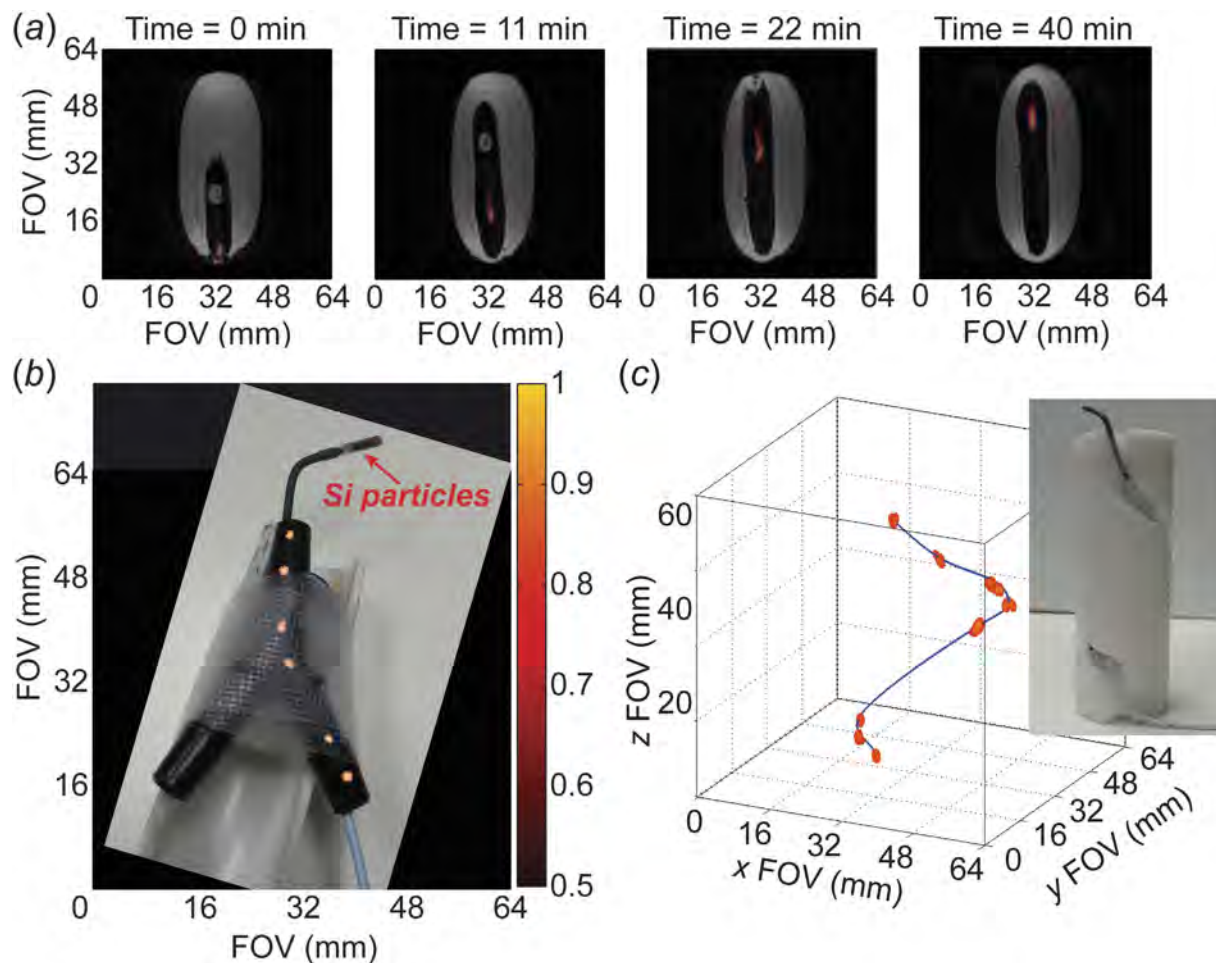 (a) Time = 0 min Time = 11 min Time = 22 min Time = 40 min
64
48
32
16
FOV (mm)
0 16 32 48 64 0 16 32 48 64 0 16 32 48 64 0 16 32 48 64
FOV (mm) FOV (mm) FOV (mm) FOV (mm)
(b)
Si particles
64
48
32
16
0
FOV (mm)
0 16 32 48 64
FOV (mm)
1
0.9
0.8
0.7
0.6
0.5
(c)
60
40
20
z FOV (mm)
0 16 32 48 64
x FOV (mm)
0 16 32 48 64
y FOV (mm)